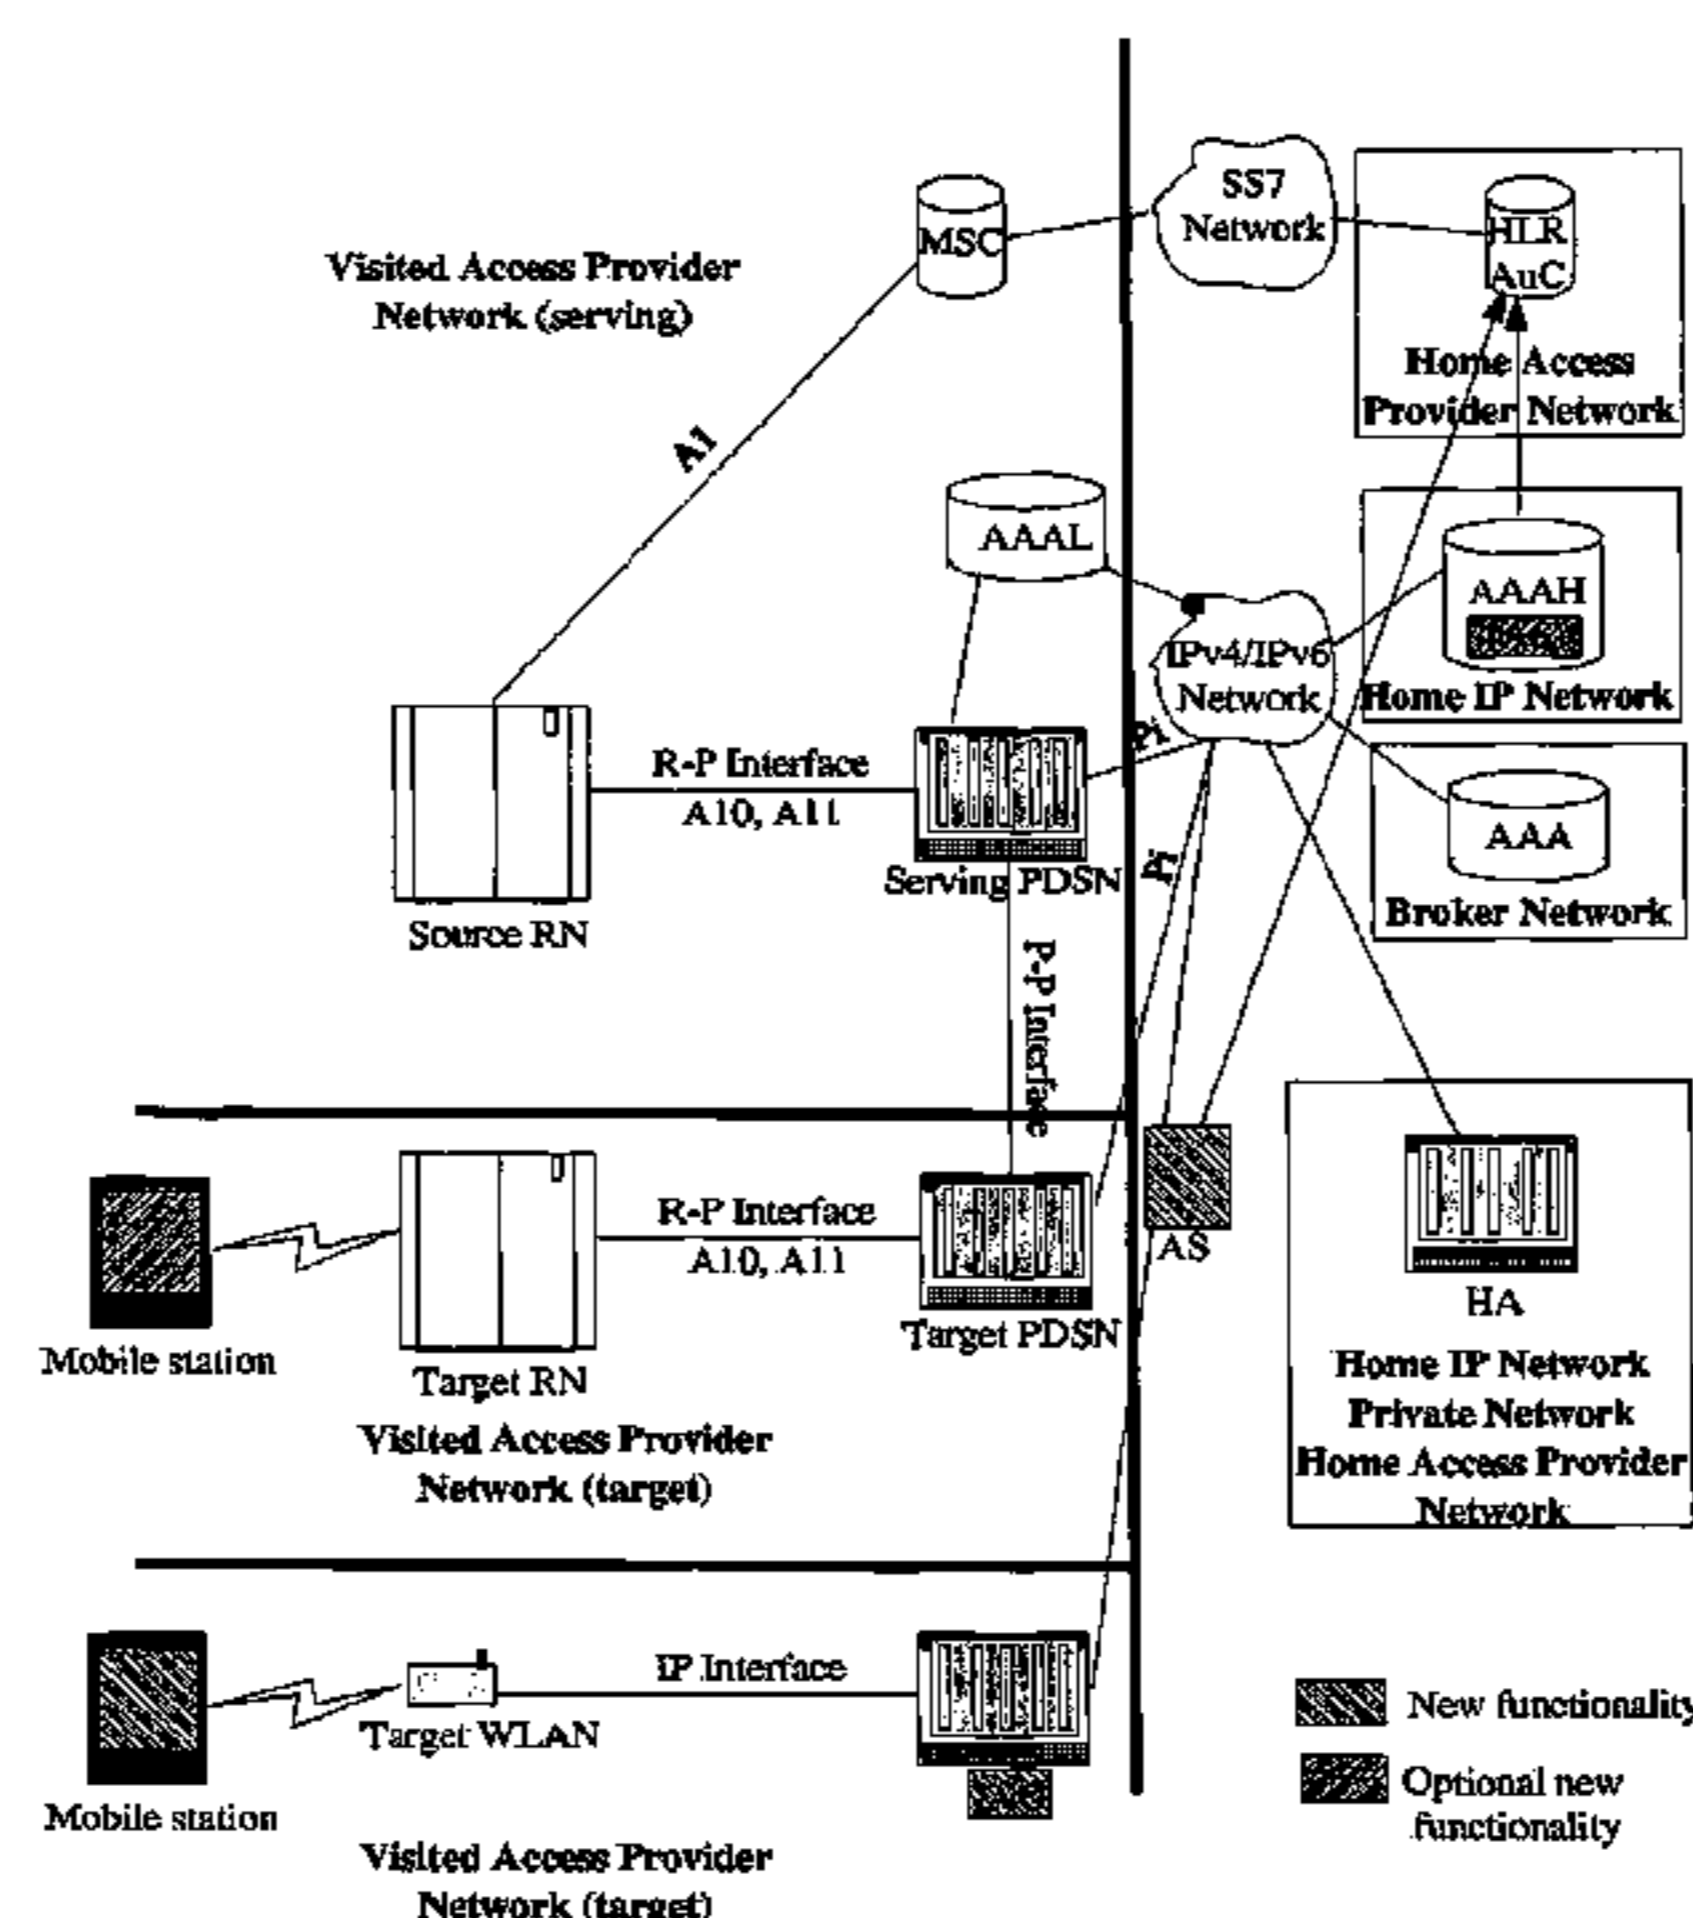 SS7
Network
MSC
HLR
AuC
Visited Access Provider
Network (serving)
Home Access
Provider Network
A1
AAAL
AAAH
IPv4/IPv6
Network
Home IP Network
Pi
R-P Interface
A10, A11
AAA
Pi
Serving PDSN
Broker Network
Source RN
P-P Interface
R-P Interface
A10, A11
AS
HA
Target PDSN
Mobile station
Target RN
Home IP Network
Private Network
Home Access Provider
Network
Visited Access Provider
Network (target)
IP Interface
Target WLAN
New functionality
Optional new
functionality
Mobile station
Visited Access Provider
Network (target)